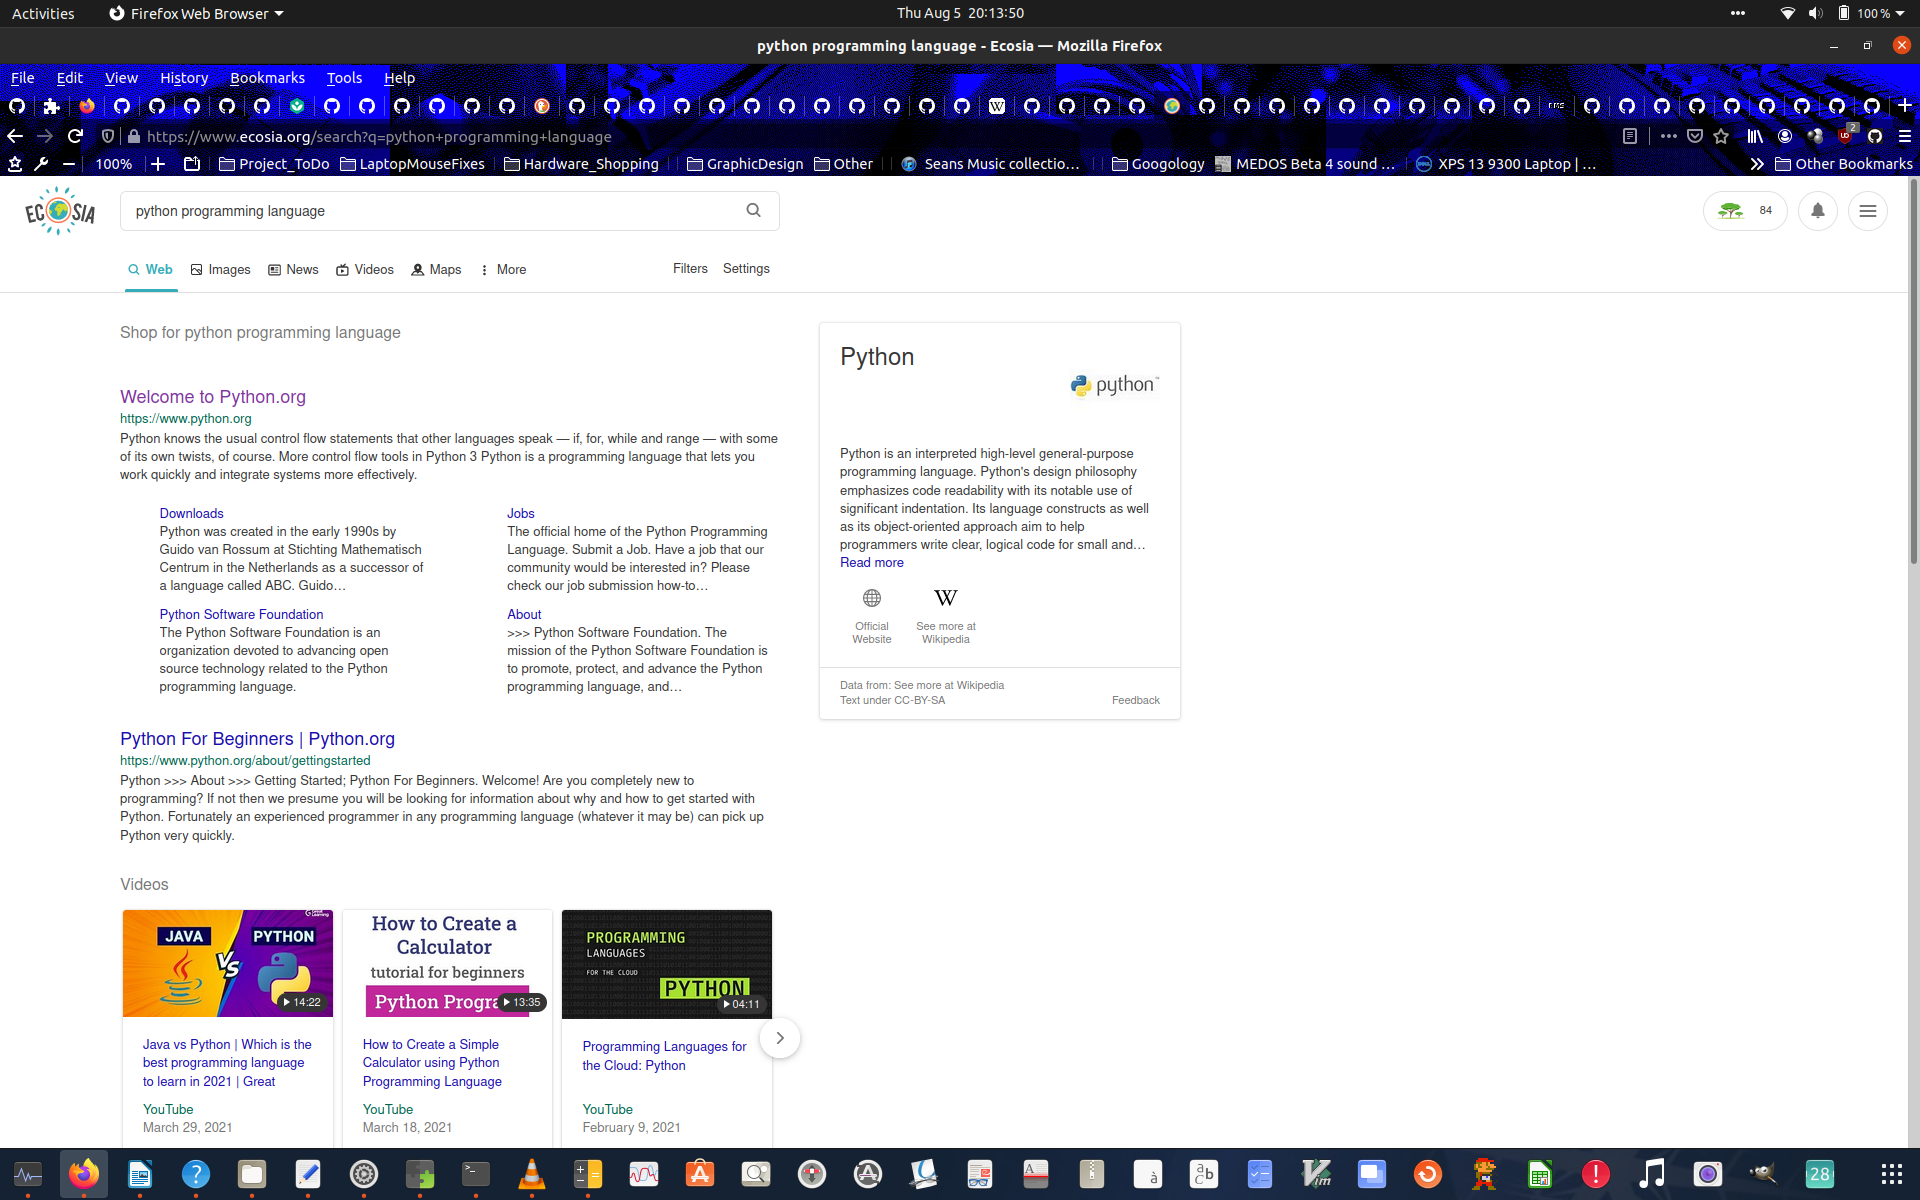 Activities
Firefox Web Browser
Thu Aug 5 20:13:50
100 %
python programming language - Ecosia — Mozilla Firefox
File Edit View History Bookmarks Tools Help
https://www.ecosia.org/search?q=python+programming+language
2
100%
Project_ToDo
LaptopMouseFixes
Hardware_Shopping
GraphicDesign
Other
Seans Music collectio…
Googology
MEDOS Beta 4 sound …
XPS 13 9300 Laptop | …
Other Bookmarks
ECOSIA
python programming language
84
Web Images News Videos Maps More
Filters Settings
Shop for python programming language
Welcome to Python.org
https://www.python.org
Python knows the usual control flow statements that other languages speak — if, for, while and range — with some
of its own twists, of course. More control flow tools in Python 3 Python is a programming language that lets you
work quickly and integrate systems more effectively.
Downloads
Python was created in the early 1990s by
Guido van Rossum at Stichting Mathematisch
Centrum in the Netherlands as a successor of
a language called ABC. Guido…
Jobs
The official home of the Python Programming
Language. Submit a Job. Have a job that our
community would be interested in? Please
check our job submission how-to…
Python Software Foundation
The Python Software Foundation is an
organization devoted to advancing open
source technology related to the Python
programming language.
About
>>> Python Software Foundation. The
mission of the Python Software Foundation is
to promote, protect, and advance the Python
programming language, and…
Python For Beginners | Python.org
https://www.python.org/about/gettingstarted
Python >>> About >>> Getting Started; Python For Beginners. Welcome! Are you completely new to
programming? If not then we presume you will be looking for information about why and how to get started with
Python. Fortunately an experienced programmer in any programming language (whatever it may be) can pick up
Python very quickly.
Videos
JAVA
VS
PYTHON
14:22
Java vs Python | Which is the
best programming language
to learn in 2021 | Great
YouTube
March 29, 2021
How to Create a
Calculator
tutorial for beginners
Python Progra
13:35
How to Create a Simple
Calculator using Python
Programming Language
YouTube
March 18, 2021
PROGRAMMING
LANGUAGES
FOR THE CLOUD
PYTHON
04:11
Programming Languages for
the Cloud: Python
YouTube
February 9, 2021
Python
python
Python is an interpreted high-level general-purpose
programming language. Python's design philosophy
emphasizes code readability with its notable use of
significant indentation. Its language constructs as well
as its object-oriented approach aim to help
programmers write clear, logical code for small and…
Read more
Official
Website
W
See more at
Wikipedia
Data from: See more at Wikipedia
Text under CC-BY-SA
Feedback
28